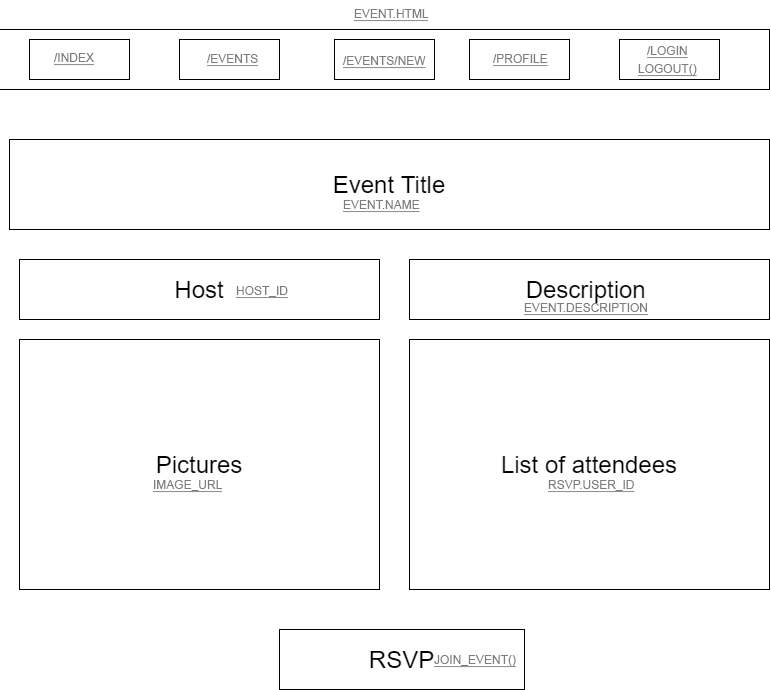 EVENT.HTML
/INDEX
/EVENTS
/EVENTS/NEW
/PROFILE
/LOGIN
LOGOUT()
Event Title
EVENT.NAME
Host HOST_ID
Description
EVENT.DESCRIPTION
Pictures
IMAGE_URL
List of attendees
RSVP.USER_ID
RSVP JOIN_EVENT()